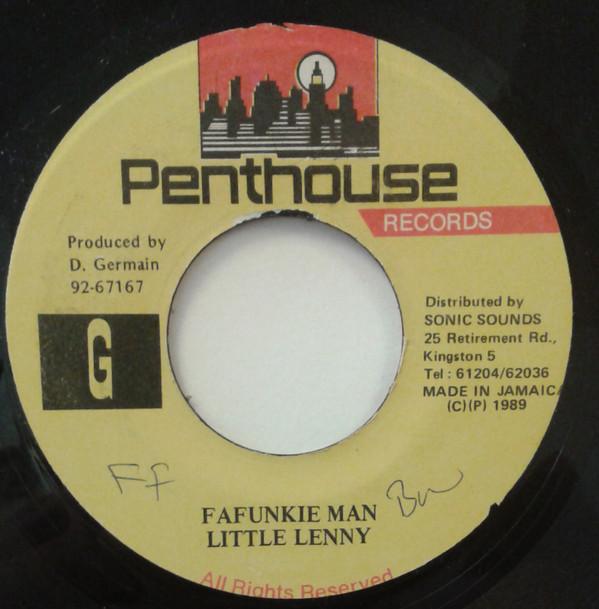 Penthouse
RECORDS
Produced by
D. Germain
92-67167
G
Distributed by
SONIC SOUNDS
25 Retirement Rd.,
Kingston 5
Tel : 61204/62036
MADE IN JAMAICA
(C)(P) 1989
Ff
FAFUNKIE MAN
LITTLE LENNY
All Rights Reserved